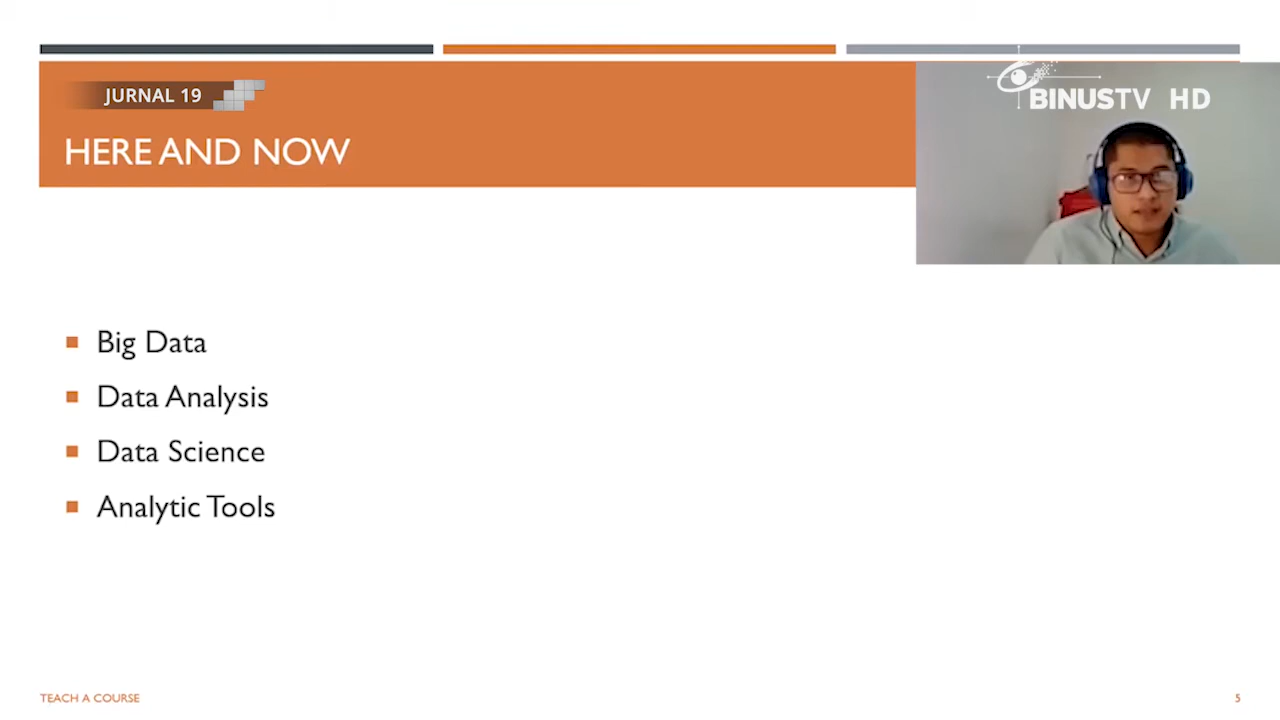 JURNAL 19
BINUSTV HD
HERE AND NOW
Big Data
Data Analysis
Data Science
Analytic Tools
TEACH A COURSE
5